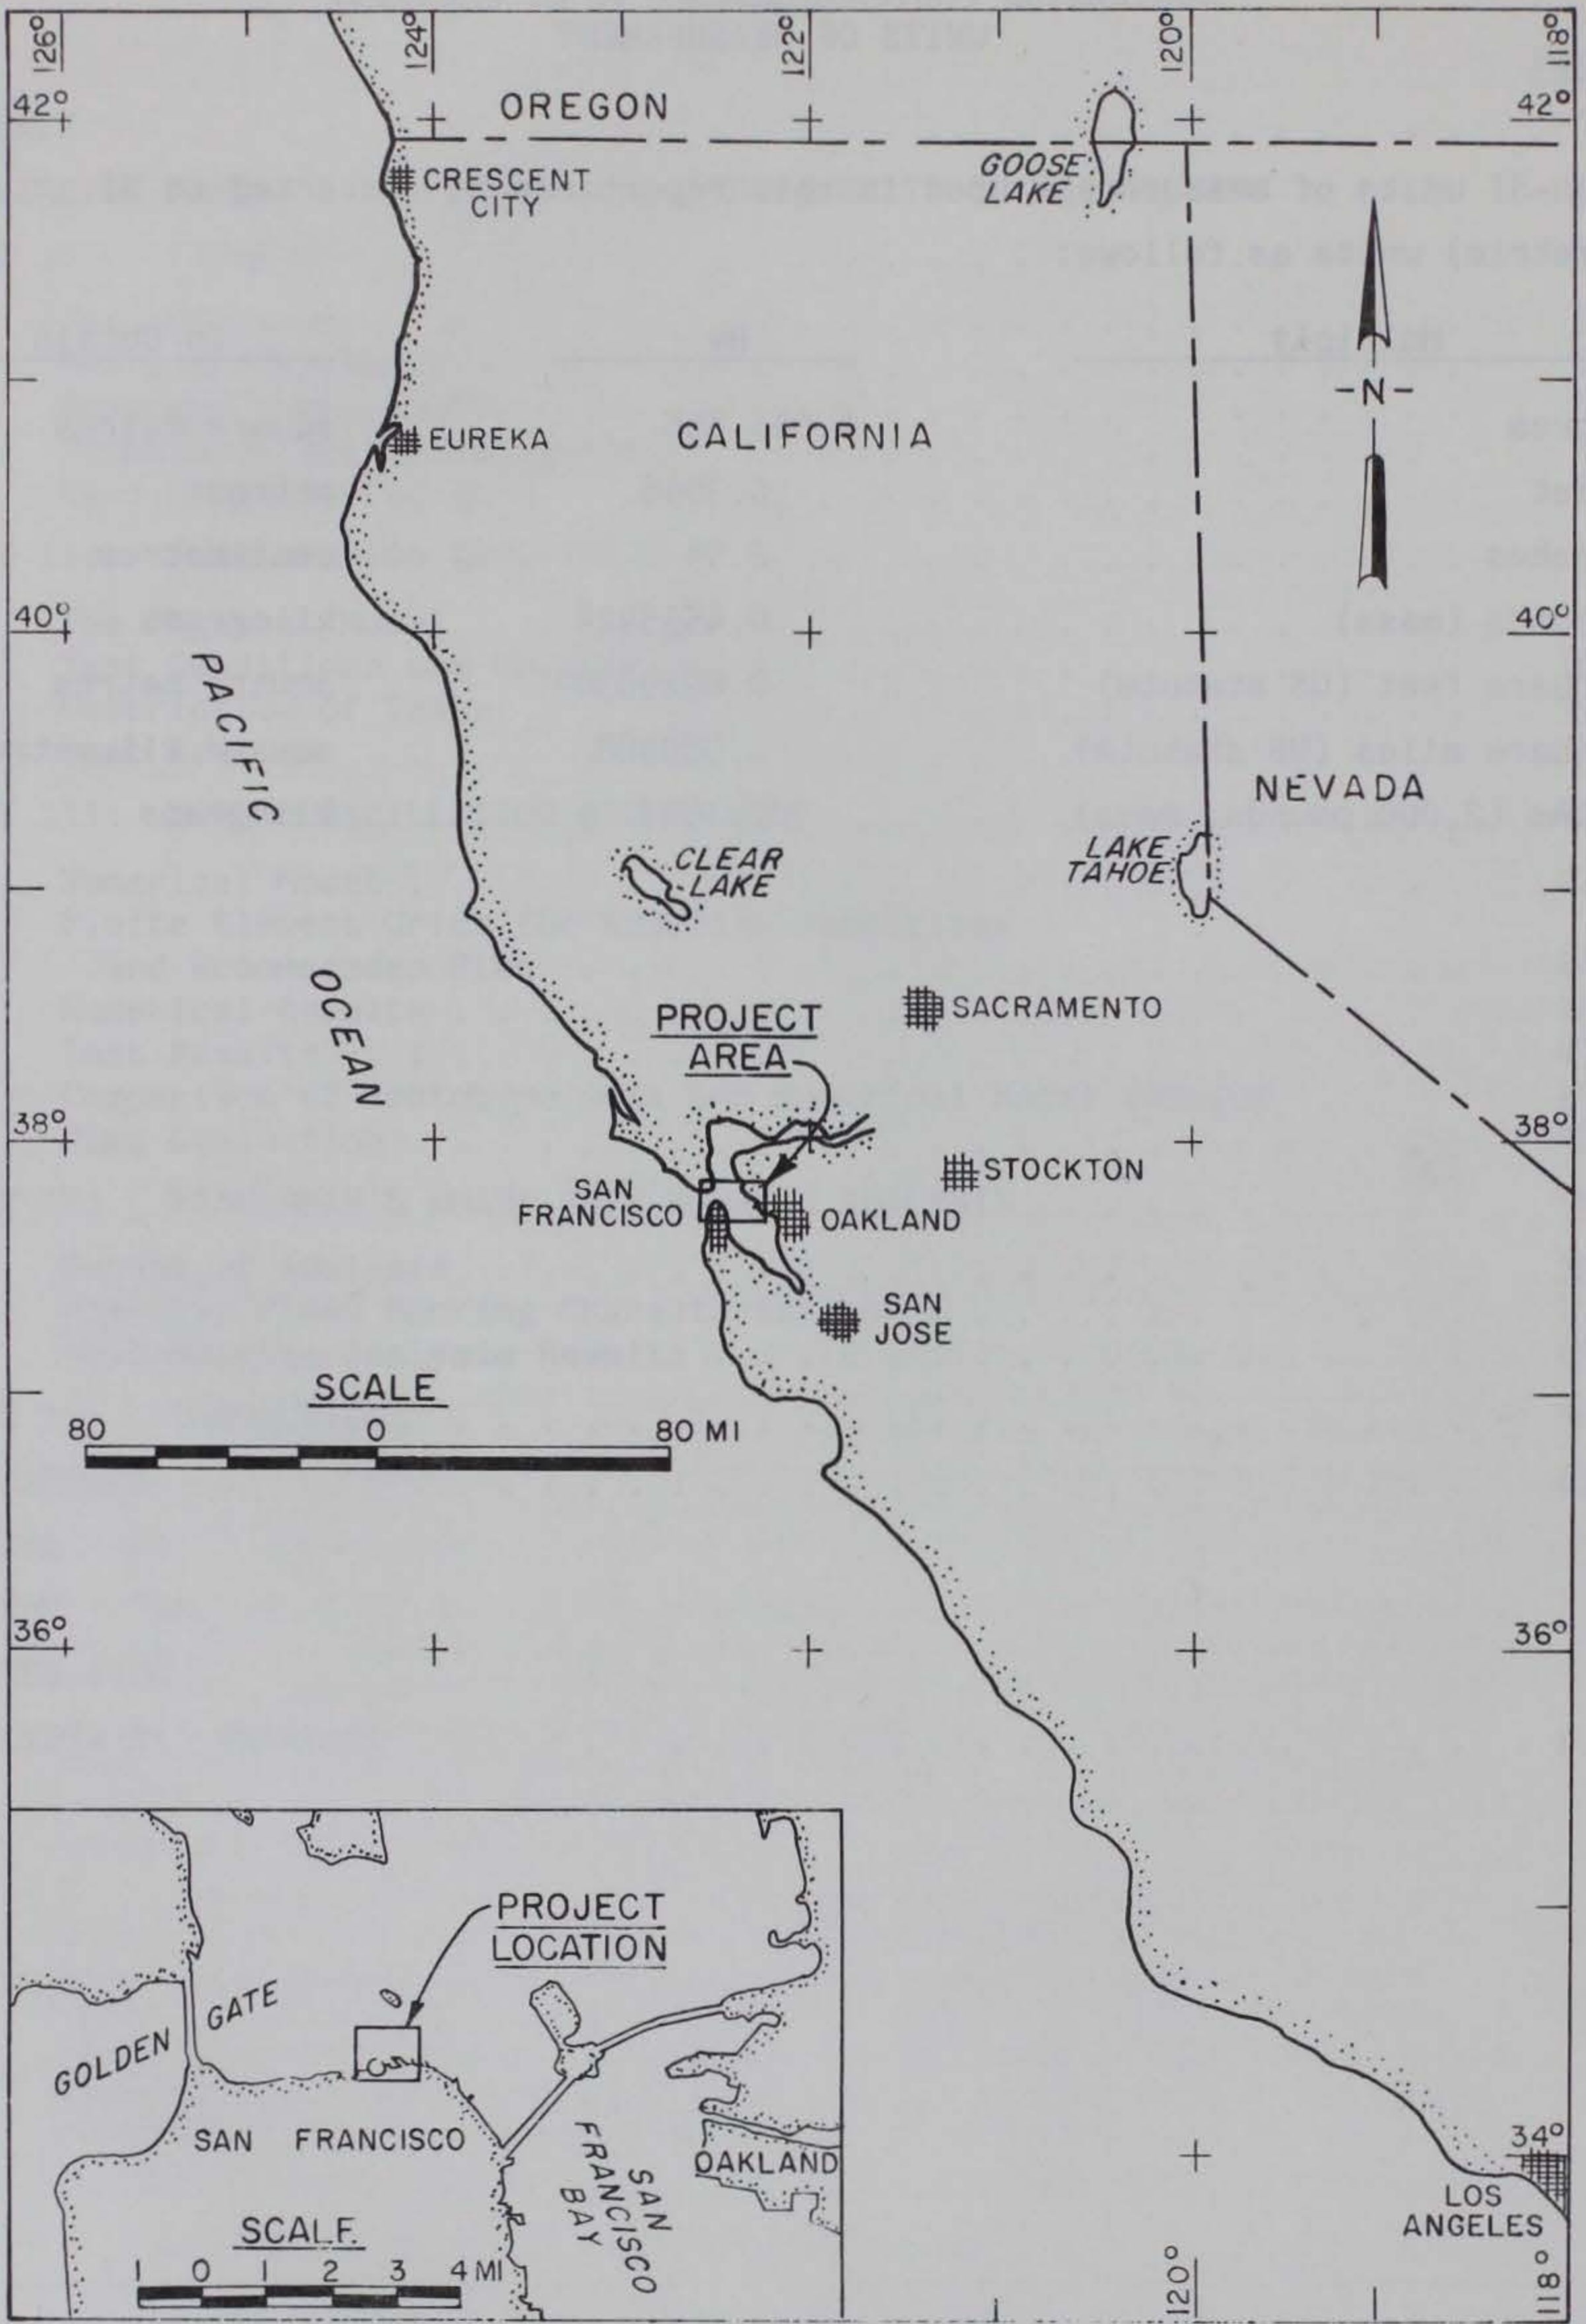 126°
124°
122°
120°
118°
42°
OREGON
42°
GOOSE
LAKE
CRESCENT
CITY
-N-
EUREKA
CALIFORNIA
40°
40°
PACIFIC
NEVADA
CLEAR
LAKE
LAKE
TAHOE
OCEAN
SACRAMENTO
PROJECT
AREA
38°
38°
STOCKTON
SAN
FRANCISCO
OAKLAND
SAN
JOSE
SCALE
80 0 80 MI
36°
36°
PROJECT
LOCATION
GOLDEN GATE
SAN FRANCISCO
SAN
FRANCISCO
BAY
OAKLAND
SCALE
1 0 1 2 3 4 MI
34°
LOS
ANGELES
120°
118°